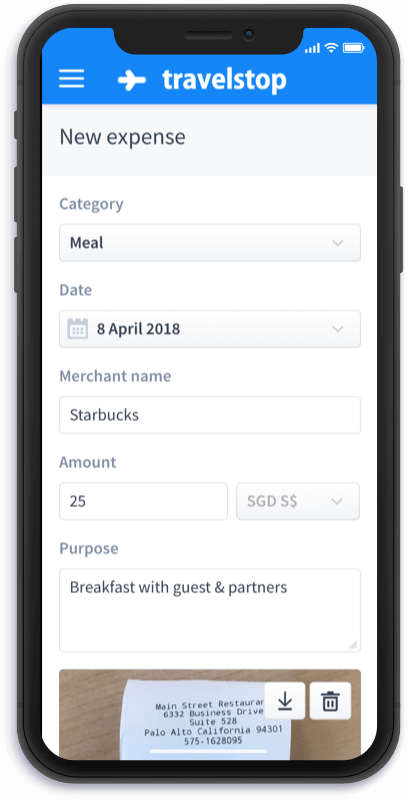 travelstop
New expense
Category
Meal
Date
8 April 2018
Merchant name
Starbucks
Amount
25
SGD S$
Purpose
Breakfast with guest & partners
Main Street Restauran
6332 Business Drive
Suite 528
Palo Alto California 94301
575-1628095